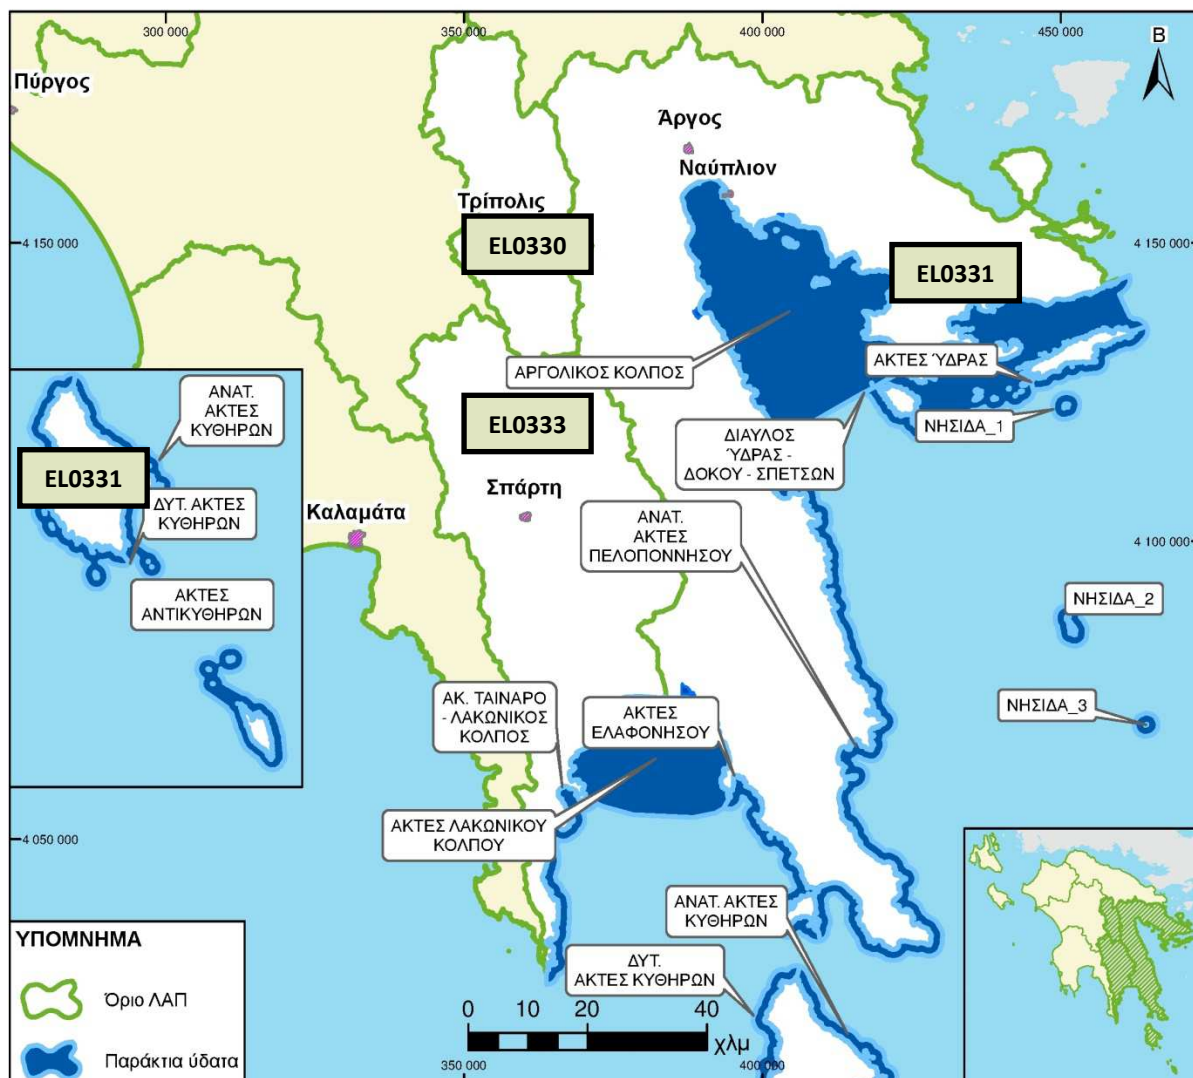 300 000
350 000
400 000
450 000
B
Πύργος
Άργος
Ναύπλιον
Τρίπολις
4 150 000
EL0330
EL0331
4 150 000
ΑΡΓΟΛΙΚΟΣ ΚΟΛΠΟΣ
ΑΚΤΕΣ ΎΔΡΑΣ
ΝΗΣΙΔΑ_1
ΑΝΑΤ.
ΑΚΤΕΣ
ΚΥΘΗΡΩΝ
EL0333
ΔΙΑΥΛΟΣ
ΎΔΡΑΣ -
ΔΟΚΟΥ - ΣΠΕΤΣΩΝ
EL0331
Σπάρτη
ΔΥΤ. ΑΚΤΕΣ
ΚΥΘΗΡΩΝ
Καλαμάτα
ΑΝΑΤ.
ΑΚΤΕΣ
ΠΕΛΟΠΟΝΝΗΣΟΥ
4 100 000
ΑΚΤΕΣ
ΑΝΤΙΚΥΘΗΡΩΝ
ΝΗΣΙΔΑ_2
ΑΚ. ΤΑΙΝΑΡΟ
- ΛΑΚΩΝΙΚΟΣ
ΚΟΛΠΟΣ
ΑΚΤΕΣ
ΕΛΑΦΟΝΗΣΟΥ
ΝΗΣΙΔΑ_3
ΑΚΤΕΣ ΛΑΚΩΝΙΚΟΥ
ΚΟΛΠΟΥ
4 050 000
ΑΝΑΤ. ΑΚΤΕΣ
ΚΥΘΗΡΩΝ
ΔΥΤ.
ΑΚΤΕΣ ΚΥΘΗΡΩΝ
ΥΠΟΜΝΗΜΑ
Όριο ΛΑΠ
Παράκτια ύδατα
0 10 20 40
χλμ
350 000
400 000